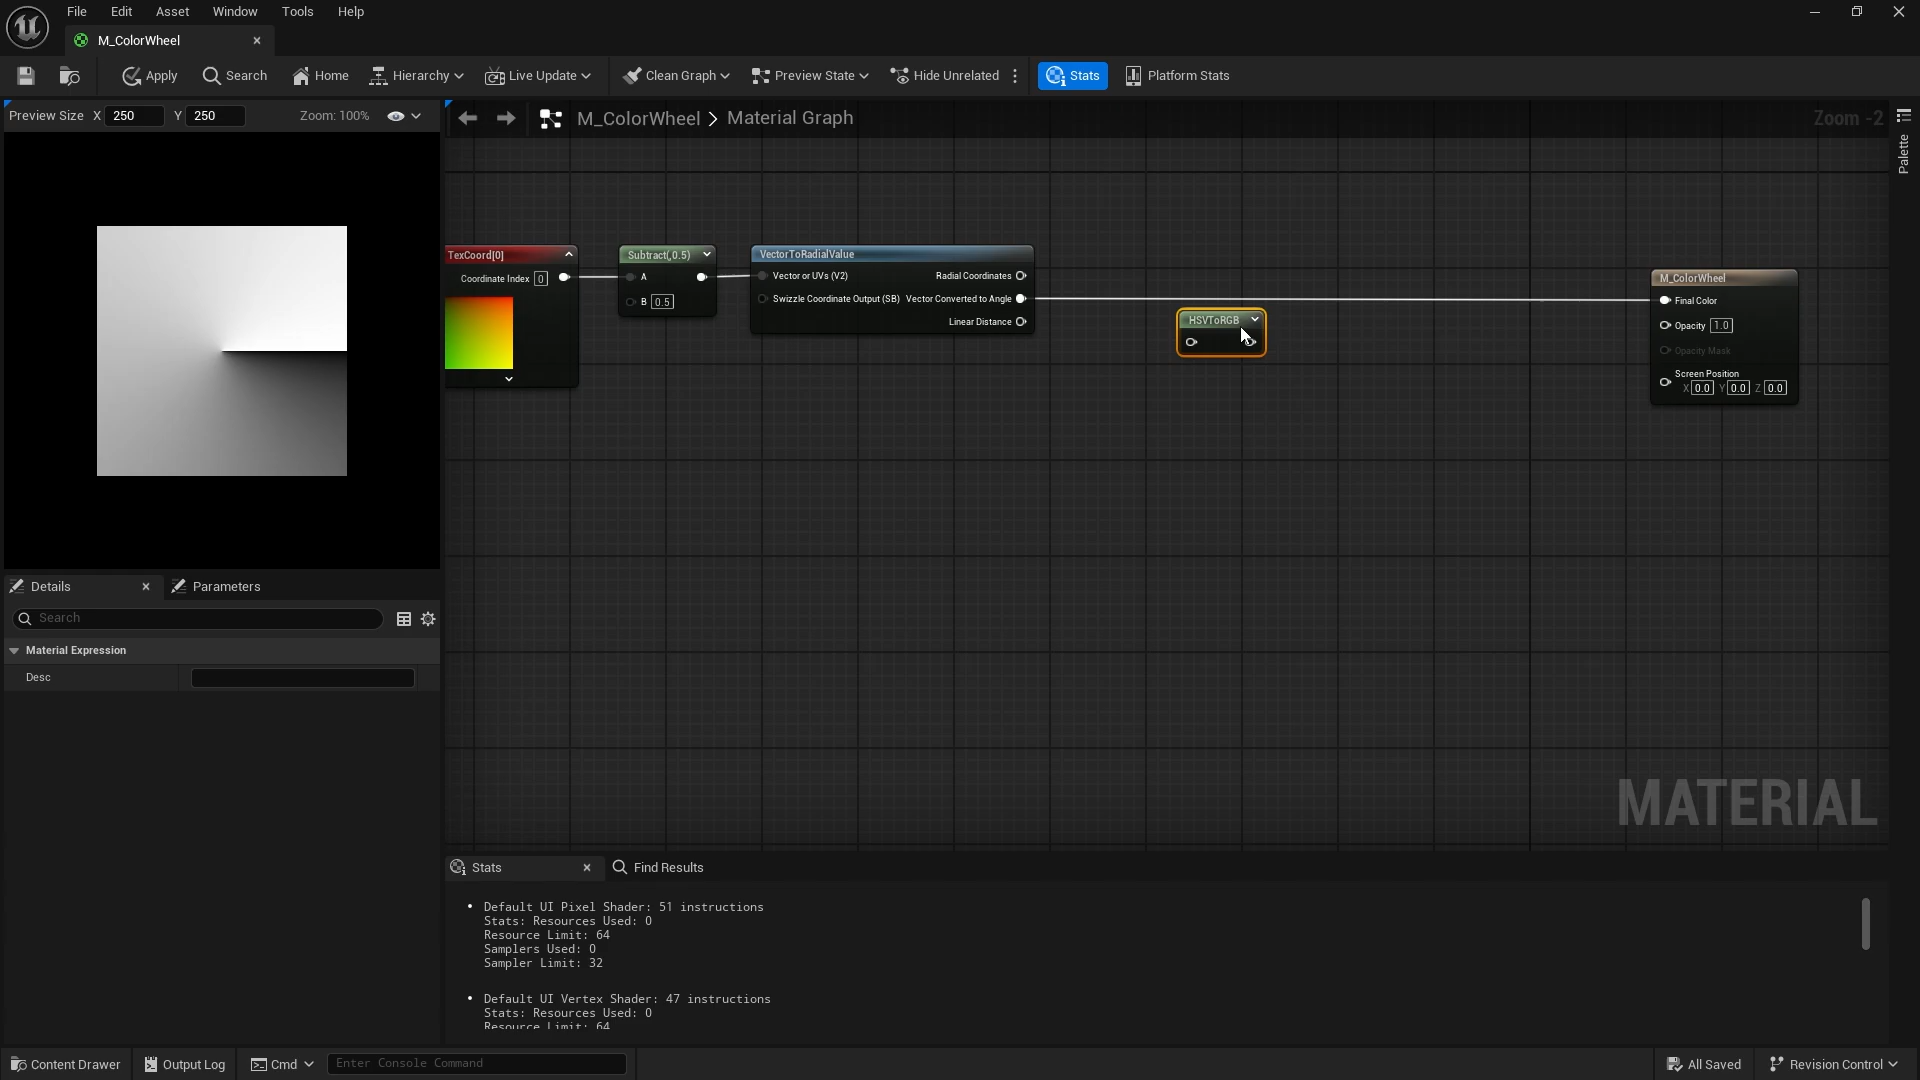 File Edit Asset Window Tools Help
M_ColorWheel
Apply Search Home Hierarchy Live Update Clean Graph Preview State Hide Unrelated Stats Platform Stats
Preview Size X 250 Y 250 Zoom: 100%
M_ColorWheel > Material Graph
Zoom -2
Palette
TexCoord[0]
Coordinate Index 0
Subtract(,0.5)
A
B 0.5
VectorToRadialValue
Vector or UVs (V2) Radial Coordinates
Swizzle Coordinate Output (SB) Vector Converted to Angle
Linear Distance
HSVToRGB
M_ColorWheel
Final Color
Opacity 1.0
Opacity Mask
Screen Position
X 0.0 Y 0.0 Z 0.0
MATERIAL
Details Parameters
Search
Material Expression
Desc
Stats Find Results
• Default UI Pixel Shader: 51 instructions
Stats: Resources Used: 0
Resource Limit: 64
Samplers Used: 0
Sampler Limit: 32
• Default UI Vertex Shader: 47 instructions
Stats: Resources Used: 0
Resource Limit: 64
Content Drawer Output Log Cmd Enter Console Command All Saved Revision Control